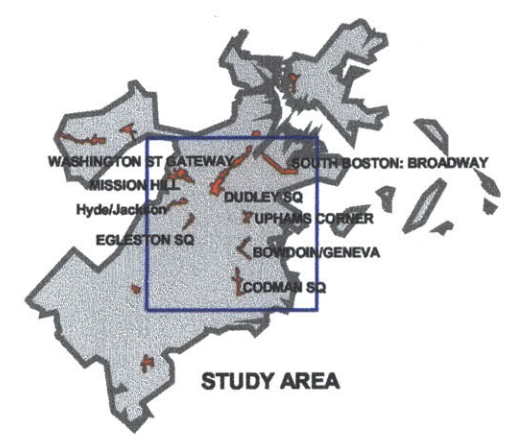 WASHINGTON ST GATEWAY
SOUTH BOSTON: BROADWAY
MISSION HILL
DUDLEY SQ
Hyde/Jackson
UPHAMS CORNER
EGLESTON SQ
BOWDOIN/GENEVA
CODMAN SQ
STUDY AREA